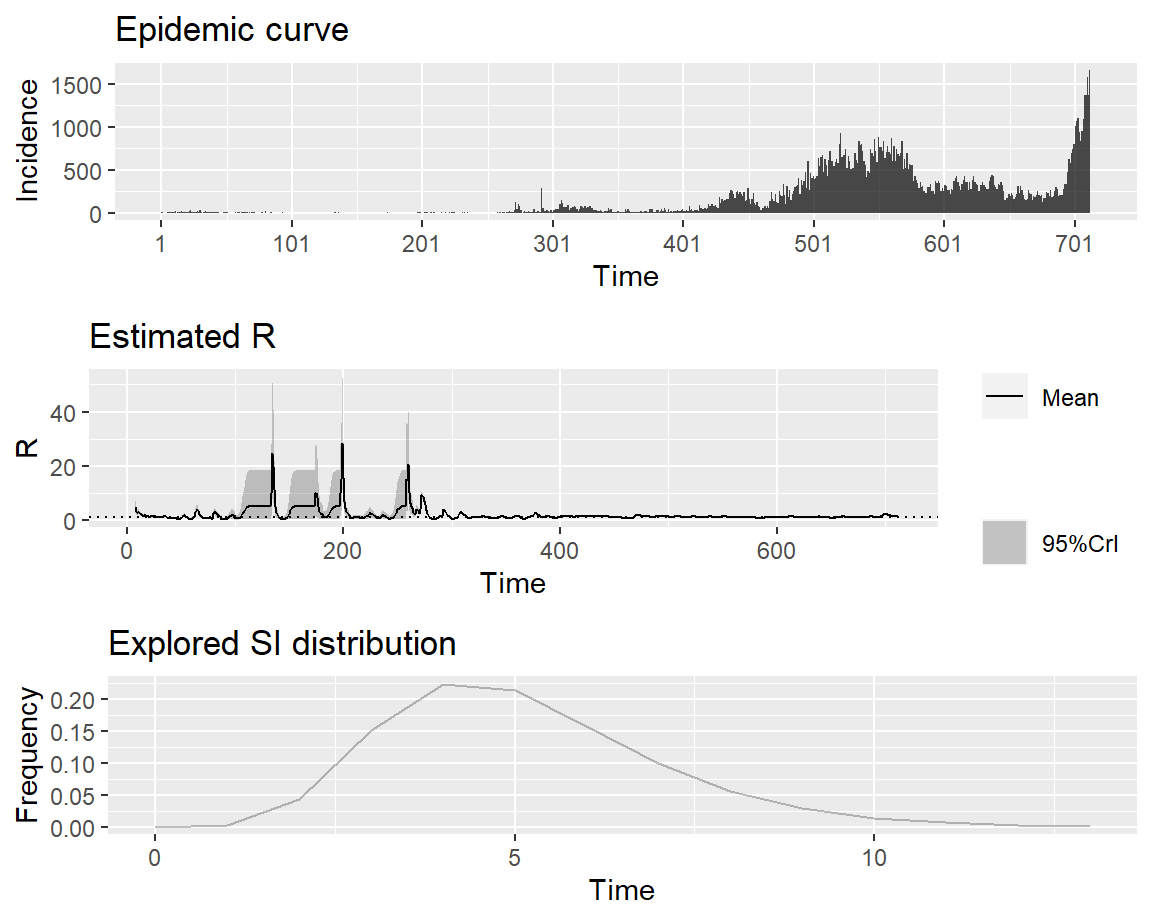 Epidemic curve
Incidence
1500
1000
500
0
1 101 201 301 401 501 601 701
Time
Estimated R
R
40
20
0
0 200 400 600
Time
Mean
95%CrI
Explored SI distribution
Frequency
0.20
0.15
0.10
0.05
0.00
0 5 10
Time